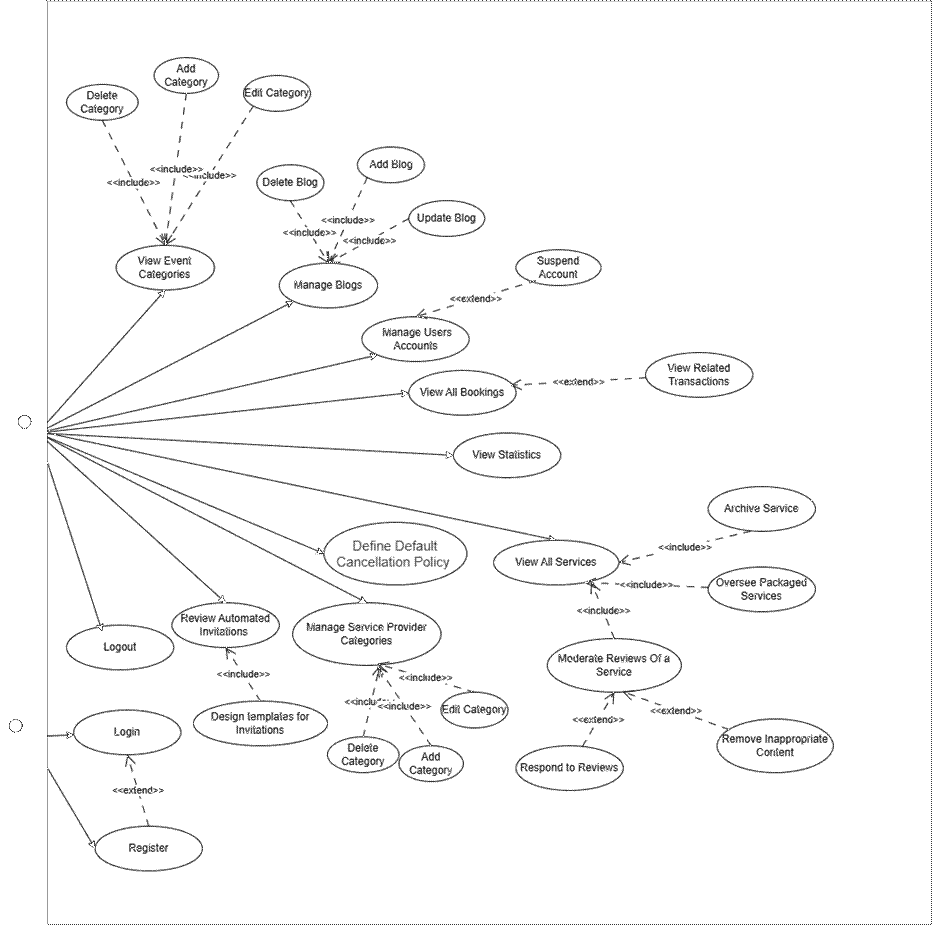 Add
Category
Delete
Category
Edit Category
<<include>>
<<include>>
<<include>>
Add Blog
Delete Blog
Update Blog
<<include>>
<<include>>
<<include>>
View Event
Categories
Manage Blogs
Suspend
Account
<<extend>>
Manage Users
Accounts
View All Bookings
<<extend>>
View Related
Transactions
View Statistics
Archive Service
<<include>>
Define Default
Cancellation Policy
View All Services
<<include>>
Oversee Packaged
Services
<<include>>
Review Automated
Invitations
Manage Service Provider
Categories
Logout
Moderate Reviews Of a
Service
<<include>>
<<include>>
<<include>>
<<include>>
Edit Category
Design templates for
Invitations
<<extend>>
<<extend>>
Login
Delete
Category
Add
Category
Remove Inappropriate
Content
Respond to Reviews
<<extend>>
Register